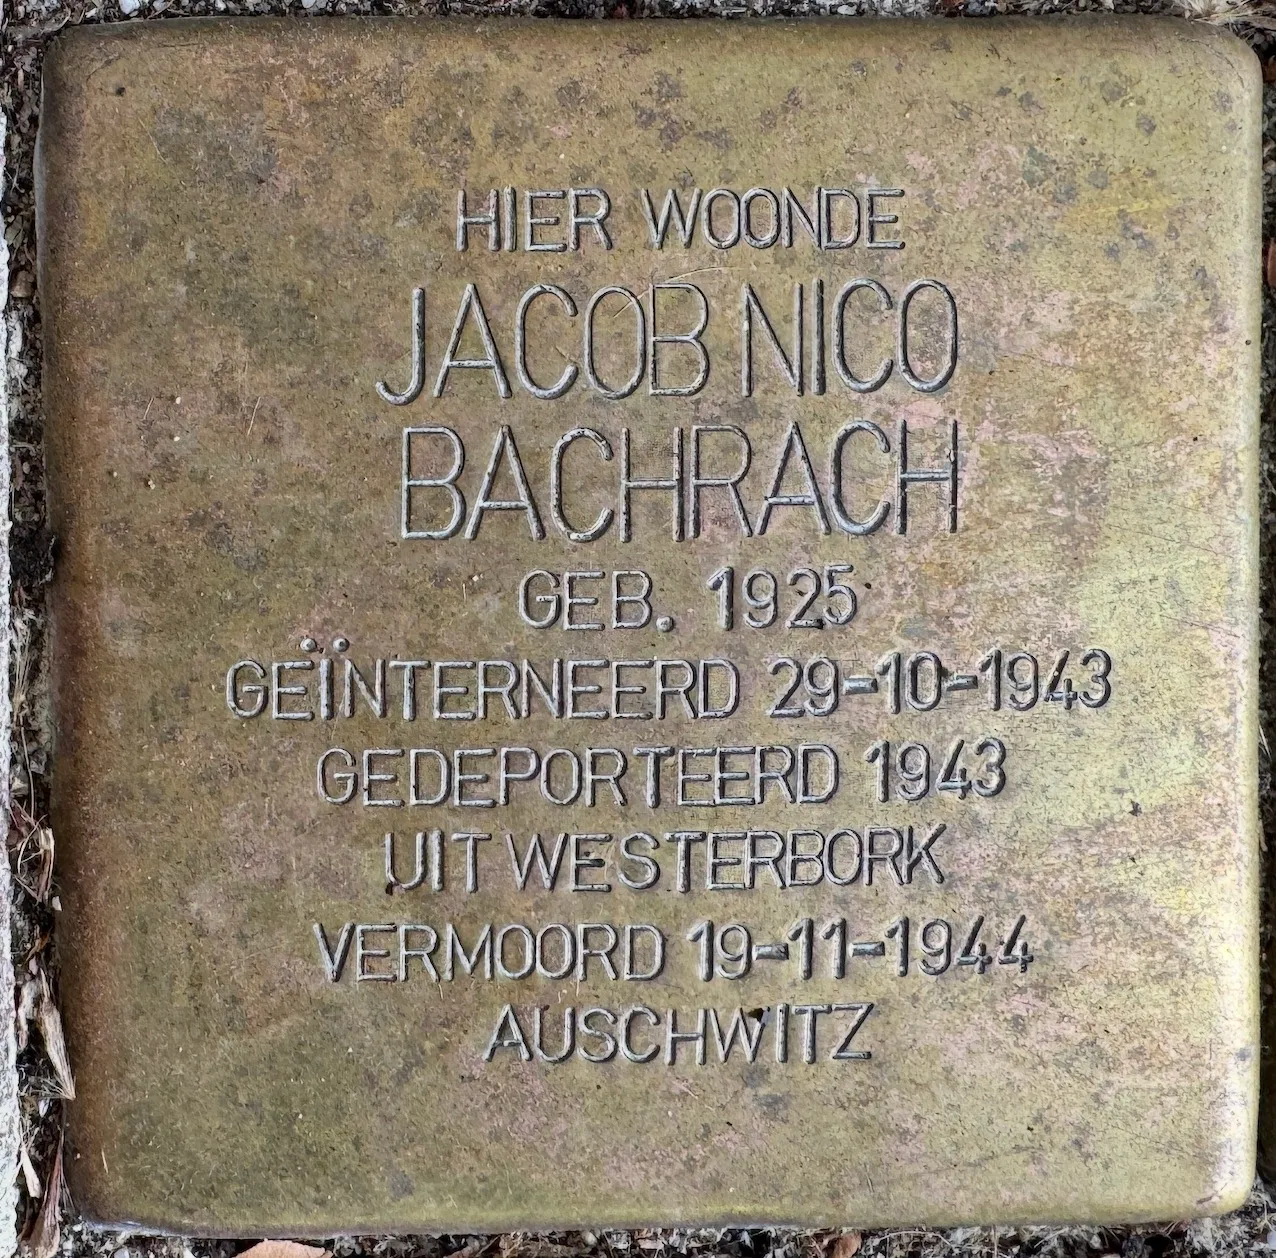 HIER WOONDE
JACOB NICO
BACHRACH
GEB. 1925
GEÏNTERNEERD 29-10-1943
GEDEPORTEERD 1943
UIT WESTERBORK
VERMOORD 19-11-1944
AUSCHWITZ